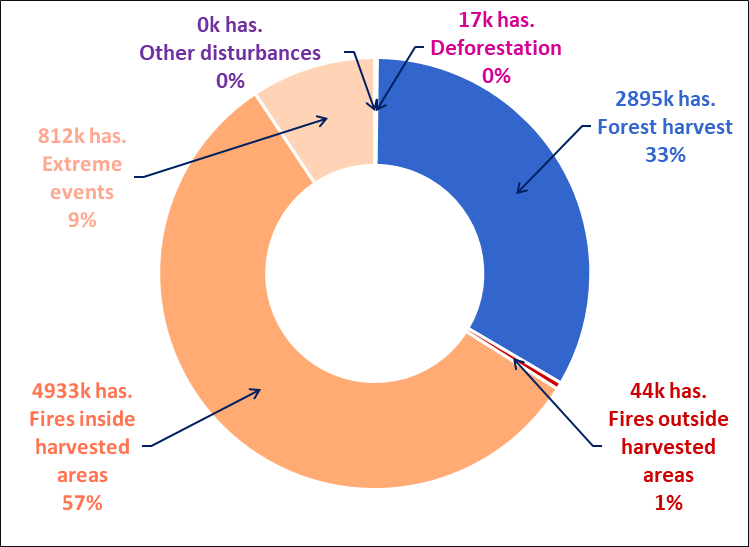 0k has.
Other disturbances
0%
17k has.
Deforestation
0%
2895k has.
Forest harvest
33%
812k has.
Extreme
events
9%
4933k has.
Fires inside
harvested
areas
57%
44k has.
Fires outside
harvested
areas
1%